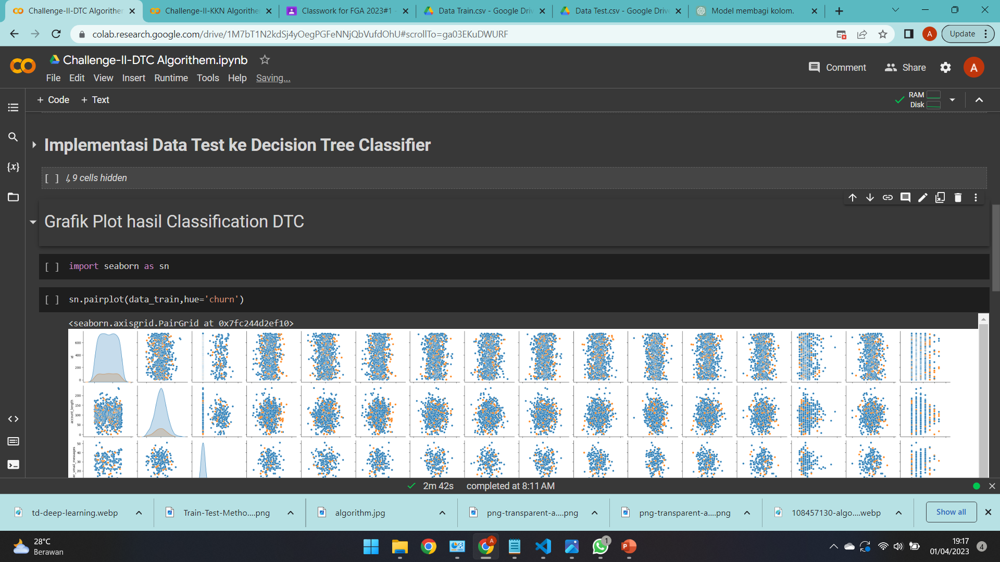 Challenge-II-DTC Algorithem
Challenge-II-KKN Algorithe
Classwork for FGA 2023#1 -
Data Train.csv - Google Driv
Data Test.csv - Google Drive
Model membagi kolom.
colab.research.google.com/drive/1M7bT1N2kdSj4yOegPGFeNNjQbVufdOhU#scrollTo=ga03EKuDWURF
A
Update
Challenge-II-DTC Algorithem.ipynb
Comment
Share
A
File Edit View Insert Runtime Tools Help Saving...
+ Code + Text
RAM
Disk
{x}
Implementasi Data Test ke Decision Tree Classifier
[ ] 9 cells hidden
Grafik Plot hasil Classification DTC
[ ] import seaborn as sn
[ ] sn.pairplot(data_train,hue='churn')
<seaborn.axisgrid.PairGrid at 0x7fc244d2ef10>
600
400
200
0
id
200
150
100
50
0
account_length
50
40
30
20
2m 42s completed at 8:11 AM
td-deep-learning.webp
Train-Test-Metho....png
algorithm.jpg
png-transparent-a....png
png-transparent-a....png
108457130-algo....webp
Show all
28°C
Berawan
A
1
P
19:17
01/04/2023
4